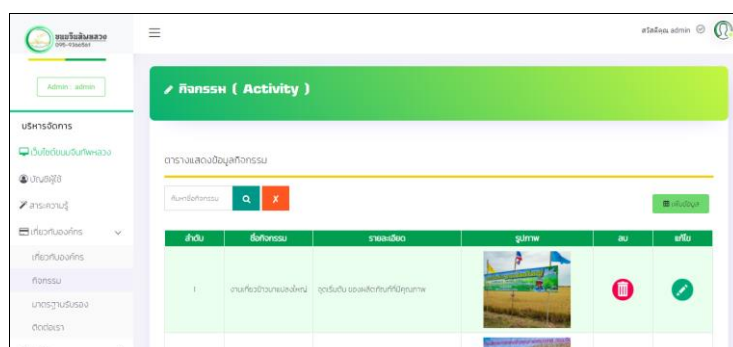 ขนมจีนทัพหลวง
095-9360561
สวัสดีคุณ admin
Admin : admin
กิจกรรม ( Activity )
บริหารจัดการ
เว็บไซต์ขนมจีนทัพหลวง
บัญชีผู้ใช้
สาระความรู้
เกี่ยวกับองค์กร
เกี่ยวกับองค์กร
กิจกรรม
มาตรฐานรับรอง
ติดต่อเรา
ตารางแสดงข้อมูลกิจกรรม
ค้นหาชื่อกิจกรรม
X
เพิ่มข้อมูล
ลำดับ ชื่อกิจกรรม รายละเอียด รูปภาพ ลบ แก้ไข
1 งานเกี่ยวข้าวนาแปลงใหญ่ จุดเริ่มต้น ของผลิตภัณฑ์ที่มีคุณภาพ